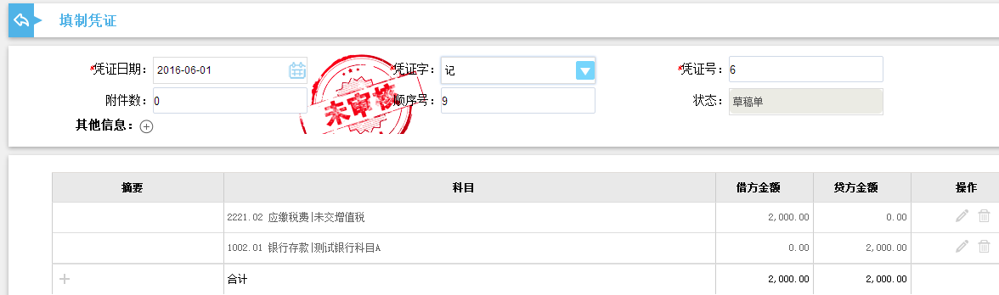 填制凭证
*凭证日期： 2016-06-01 *凭证字： 记 *凭证号： 6
附件数： 0 顺序号： 9 状态： 草稿单
未审核
其他信息：
摘要 科目 借方金额 贷方金额 操作
2221.02 应缴税费|未交增值税 2,000.00 0.00
1002.01 银行存款|测试银行科目A 0.00 2,000.00
合计 2,000.00 2,000.00